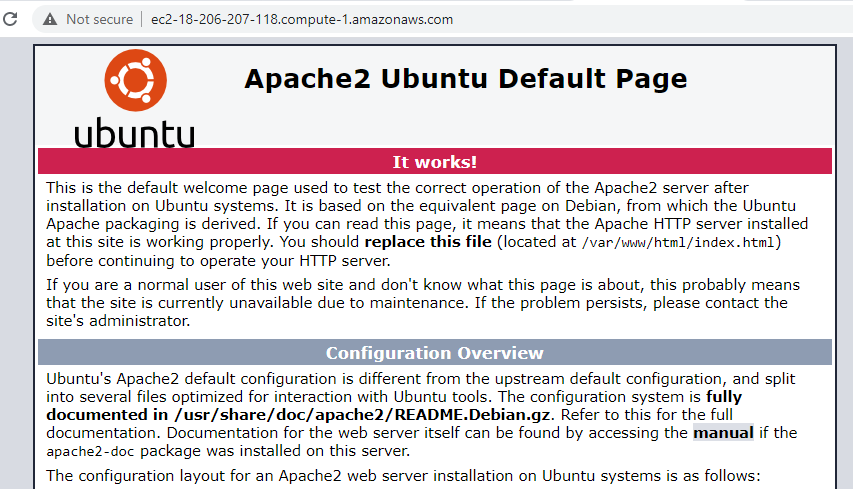 Not secure | ec2-18-206-207-118.compute-1.amazonaws.com
Apache2 Ubuntu Default Page
ubuntu
It works!
This is the default welcome page used to test the correct operation of the Apache2 server after
installation on Ubuntu systems. It is based on the equivalent page on Debian, from which the Ubuntu
Apache packaging is derived. If you can read this page, it means that the Apache HTTP server installed
at this site is working properly. You should replace this file (located at /var/www/html/index.html)
before continuing to operate your HTTP server.
If you are a normal user of this web site and don't know what this page is about, this probably means
that the site is currently unavailable due to maintenance. If the problem persists, please contact the
site's administrator.
Configuration Overview
Ubuntu's Apache2 default configuration is different from the upstream default configuration, and split
into several files optimized for interaction with Ubuntu tools. The configuration system is fully
documented in /usr/share/doc/apache2/README.Debian.gz. Refer to this for the full
documentation. Documentation for the web server itself can be found by accessing the manual if the
apache2-doc package was installed on this server.
The configuration layout for an Apache2 web server installation on Ubuntu systems is as follows: